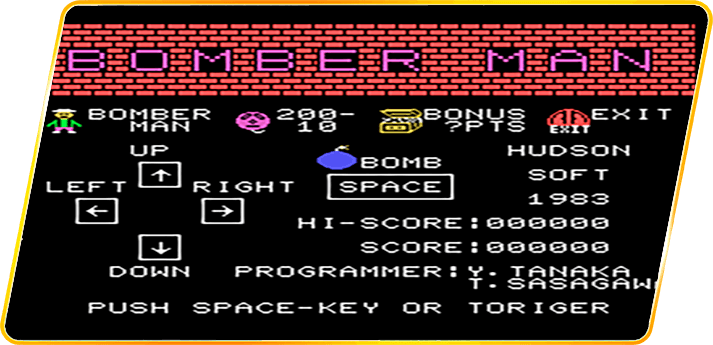 BOMBER MAN
BOMBER MAN
200-10
BONUS ?PTS
EXIT
EXIT
UP
LEFT
RIGHT
DOWN
BOMB
SPACE
HUDSON
SOFT
1983
HI-SCORE:000000
SCORE:000000
PROGRAMMER:Y.TANAKA
T.SASAGAWA
PUSH SPACE-KEY OR TORIGER